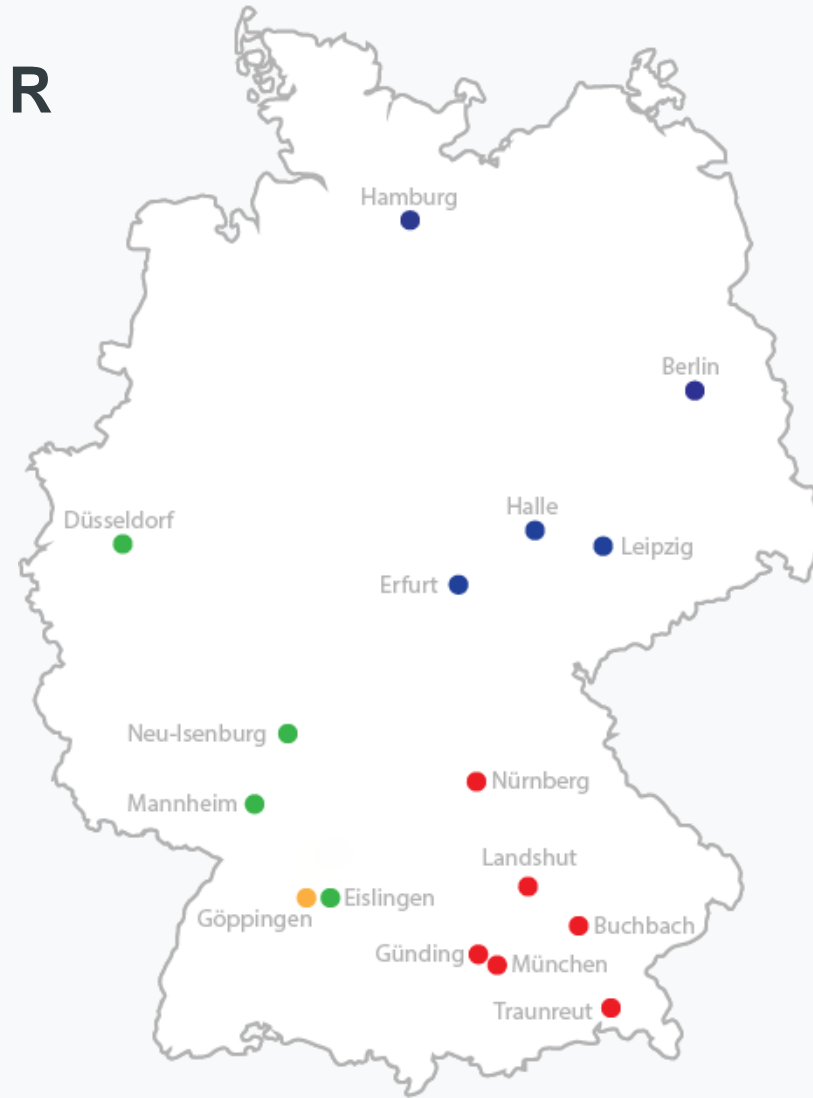 R
Hamburg
Berlin
Halle
Düsseldorf
Leipzig
Erfurt
Neu-Isenburg
Nürnberg
Mannheim
Landshut
Eislingen
Göppingen
Buchbach
Günding
München
Traunreut